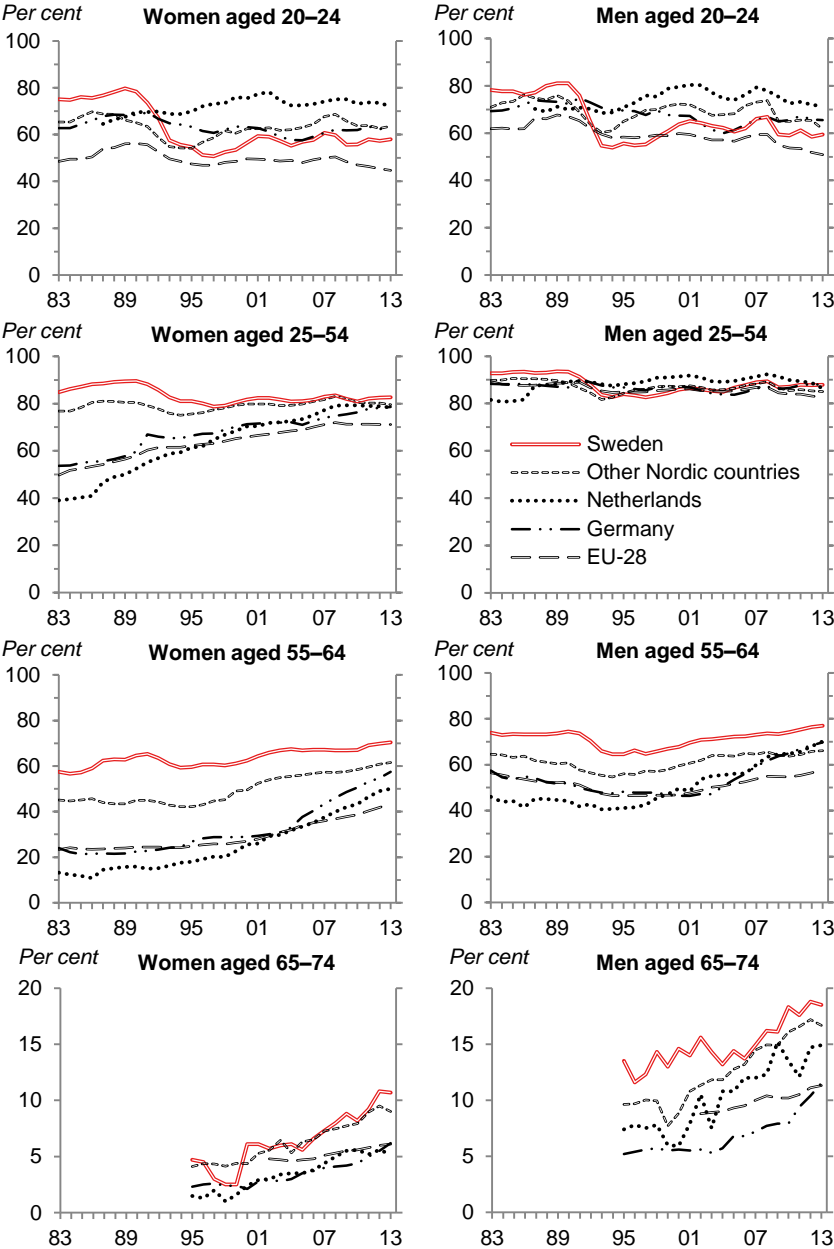 Per cent Women aged 20–24
100
80
60
40
20
0
83 89 95 01 07 13
Per cent Men aged 20–24
100
80
60
40
20
0
83 89 95 01 07 13
Per cent Women aged 25–54
100
80
60
40
20
0
83 89 95 01 07 13
Per cent Men aged 25–54
100
80
60
40
20
0
Sweden
Other Nordic countries
Netherlands
Germany
EU-28
83 89 95 01 07 13
Per cent Women aged 55–64
100
80
60
40
20
0
83 89 95 01 07 13
Per cent Men aged 55–64
100
80
60
40
20
0
83 89 95 01 07 13
Per cent Women aged 65–74
20
15
10
5
0
83 89 95 01 07 13
Per cent Men aged 65–74
20
15
10
5
0
83 89 95 01 07 13